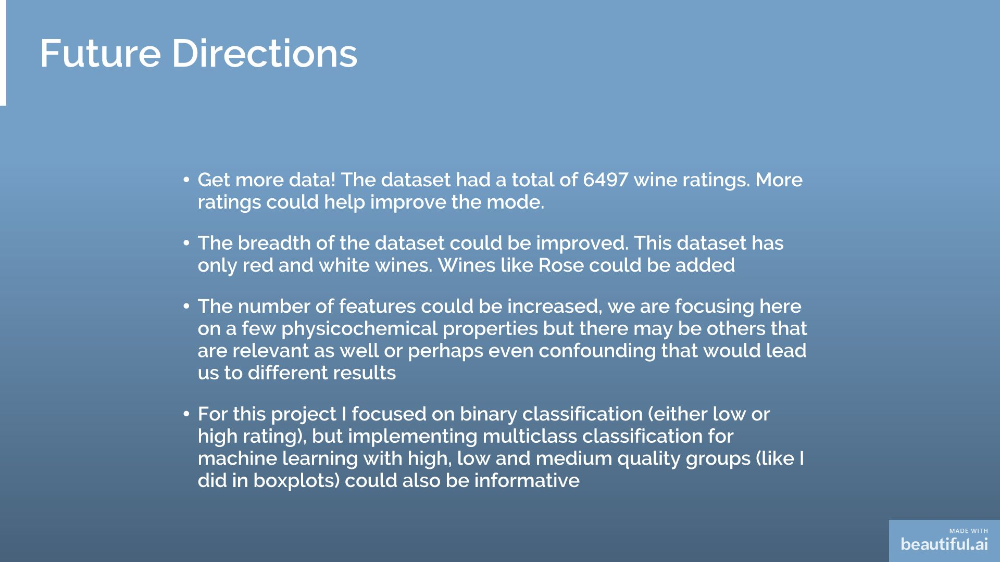 Future Directions
• Get more data! The dataset had a total of 6497 wine ratings. More
ratings could help improve the mode.
• The breadth of the dataset could be improved. This dataset has
only red and white wines. Wines like Rose could be added
• The number of features could be increased, we are focusing here
on a few physicochemical properties but there may be others that
are relevant as well or perhaps even confounding that would lead
us to different results
• For this project I focused on binary classification (either low or
high rating), but implementing multiclass classification for
machine learning with high, low and medium quality groups (like I
did in boxplots) could also be informative
MADE WITH
beautiful.ai